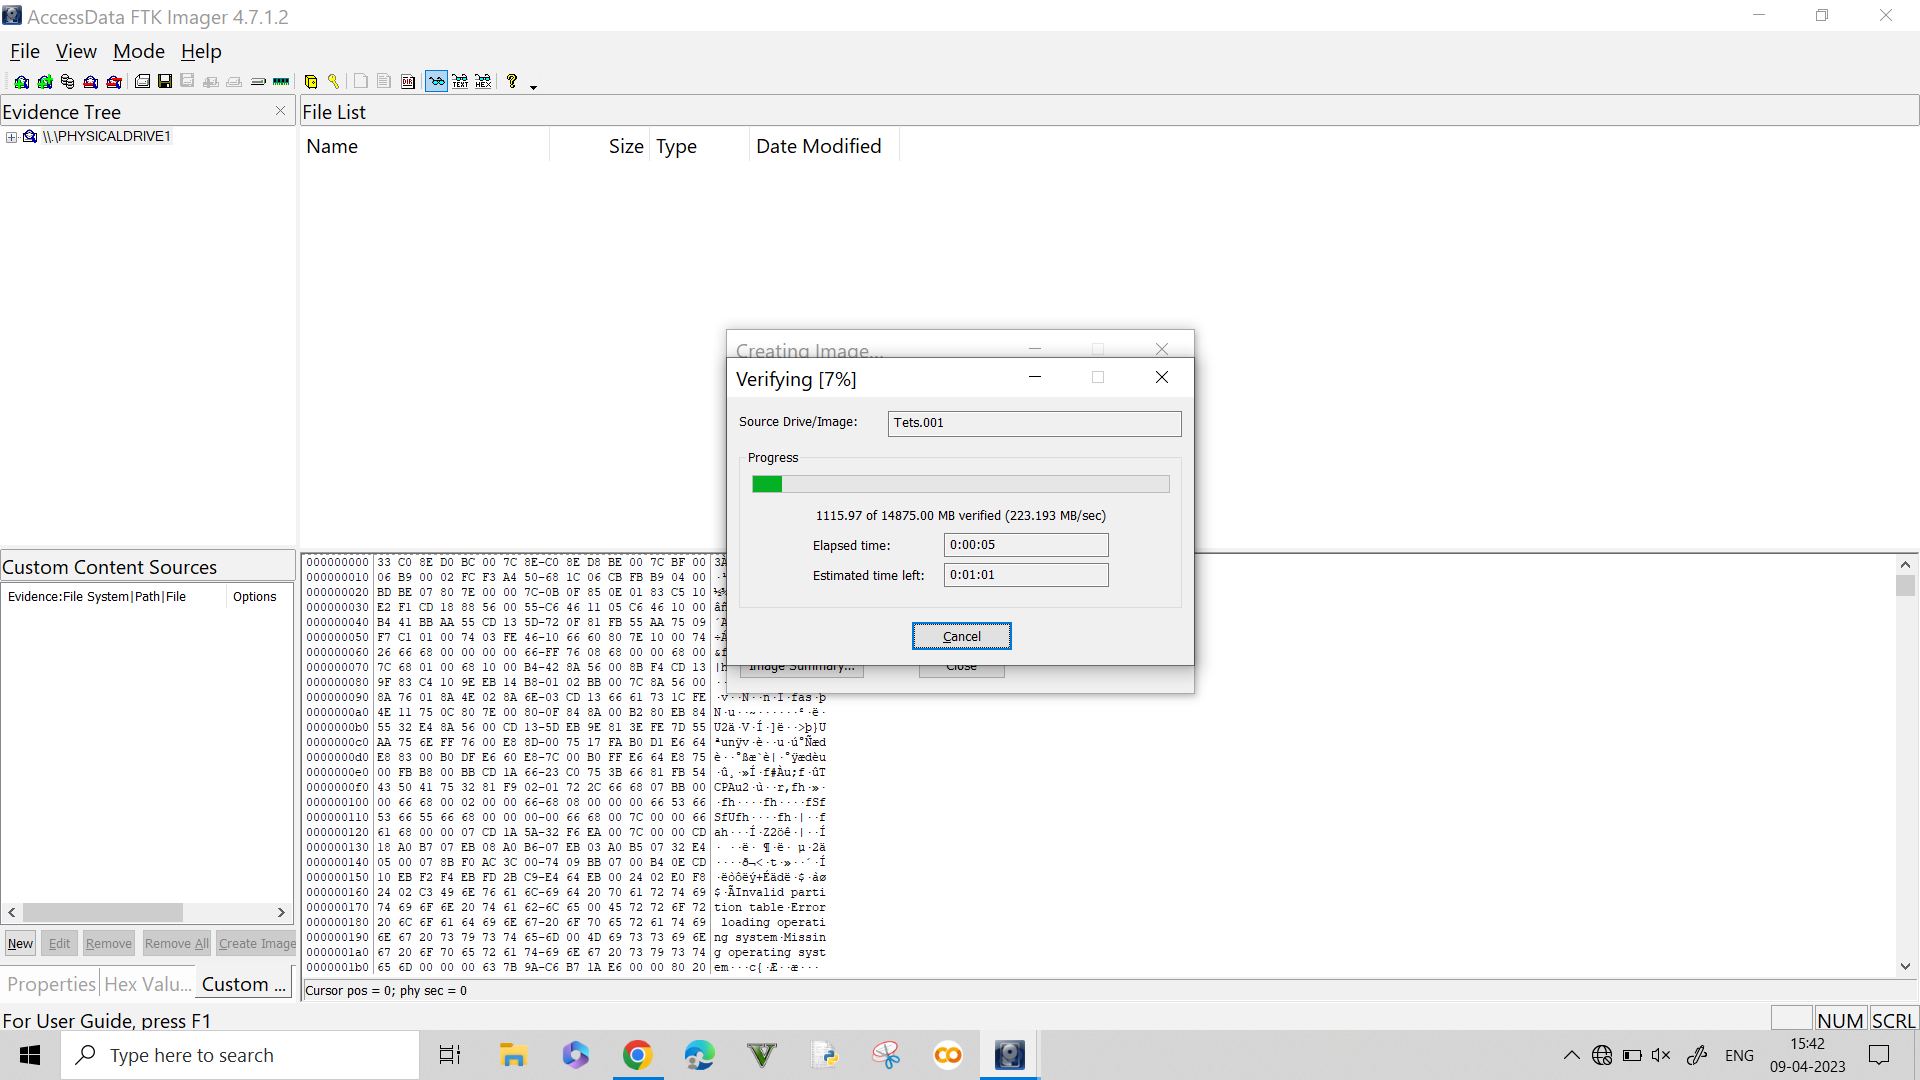 AccessData FTK Imager 4.7.1.2
File View Mode Help
Evidence Tree
File List
\\.\PHYSICALDRIVE1
Name Size Type Date Modified
Creating Image...
Verifying [7%]
Source Drive/Image: Tets.001
Progress
1115.97 of 14875.00 MB verified (223.193 MB/sec)
Elapsed time: 0:00:05
Estimated time left: 0:01:01
Cancel
Image Summary... Close
Custom Content Sources
Evidence:File System|Path|File Options
New Edit Remove Remove All Create Image
Properties Hex Valu... Custom ...
000000000 33 C0 8E D0 BC 00 7C 8E-C0 8E D8 BE 00 7C BF 00
000000010 06 B9 00 02 FC F3 A4 50-68 1C 06 CB FB B9 04 00
000000020 BD BE 07 80 7E 00 00 7C-0B 0F 85 0E 01 83 C5 10
000000030 E2 F1 CD 18 88 56 00 55-C6 46 11 05 C6 46 10 00
000000040 B4 41 BB AA 55 CD 13 5D-72 0F 81 FB 55 AA 75 09
000000050 F7 C1 01 00 74 03 FE 46-10 66 60 80 7E 10 00 74
000000060 26 66 68 00 00 00 00 66-FF 76 08 68 00 00 68 00
000000070 7C 68 01 00 68 10 00 B4-42 8A 56 00 8B F4 CD 13
000000080 9F 83 C4 10 9E EB 14 B8-01 02 BB 00 7C 8A 56 00
000000090 8A 76 01 8A 4E 02 8A 6E-03 CD 13 66 61 73 1C FE ·v··N··n·Í·fas·þ
0000000a0 4E 11 75 0C 80 7E 00 80-0F 84 8A 00 B2 80 EB 84 N·u··~······²·ë·
0000000b0 55 32 E4 8A 56 00 CD 13-5D EB 9E 81 3E FE 7D 55 U2ä·V·Í·]ë··>þ}U
0000000c0 AA 75 6E FF 76 00 E8 8D-00 75 17 FA B0 D1 E6 64 ªunÿv·è··u·ú°Ñæd
0000000d0 E8 83 00 B0 DF E6 60 E8-7C 00 B0 FF E6 64 E8 75 è··°ßæ`è|·°ÿædèu
0000000e0 00 FB B8 00 BB CD 1A 66-23 C0 75 3B 66 81 FB 54 ·û¸·»Í·f#Àu;f·ûT
0000000f0 43 50 41 75 32 81 F9 02-01 72 2C 66 68 07 BB 00 CPAu2·ù··r,fh·»·
000000100 00 66 68 00 02 00 00 66-68 08 00 00 00 66 53 66 ·fh····fh····fSf
000000110 53 66 55 66 68 00 00 00-00 66 68 00 7C 00 00 66 SfUfh····fh·|··f
000000120 61 68 00 00 07 CD 1A 5A-32 F6 EA 00 7C 00 00 CD ah···Í·Z2öê·|··Í
000000130 18 A0 B7 07 EB 08 A0 B6-07 EB 03 A0 B5 07 32 E4 · ··ë· ¶·ë· µ·2ä
000000140 05 00 07 8B F0 AC 3C 00-74 09 BB 07 00 B4 0E CD ····ð¬<·t·»··´·Í
000000150 10 EB F2 F4 EB FD 2B C9-E4 64 EB 00 24 02 E0 F8 ·ëòôëý+Éädë·$·àø
000000160 24 02 C3 49 6E 76 61 6C-69 64 20 70 61 72 74 69 $·ÃInvalid parti
000000170 74 69 6F 6E 20 74 61 62-6C 65 00 45 72 72 6F 72 tion table·Error
000000180 20 6C 6F 61 64 69 6E 67-20 6F 70 65 72 61 74 69 loading operati
000000190 6E 67 20 73 79 73 74 65-6D 00 4D 69 73 73 69 6E ng system·Missin
0000001a0 67 20 6F 70 65 72 61 74-69 6E 67 20 73 79 73 74 g operating syst
0000001b0 65 6D 00 00 00 63 7B 9A-C6 B7 1A E6 00 00 80 20 em···c{·Æ··æ···
Cursor pos = 0; phy sec = 0
For User Guide, press F1
NUM SCRL
Type here to search
ENG
15:42
09-04-2023